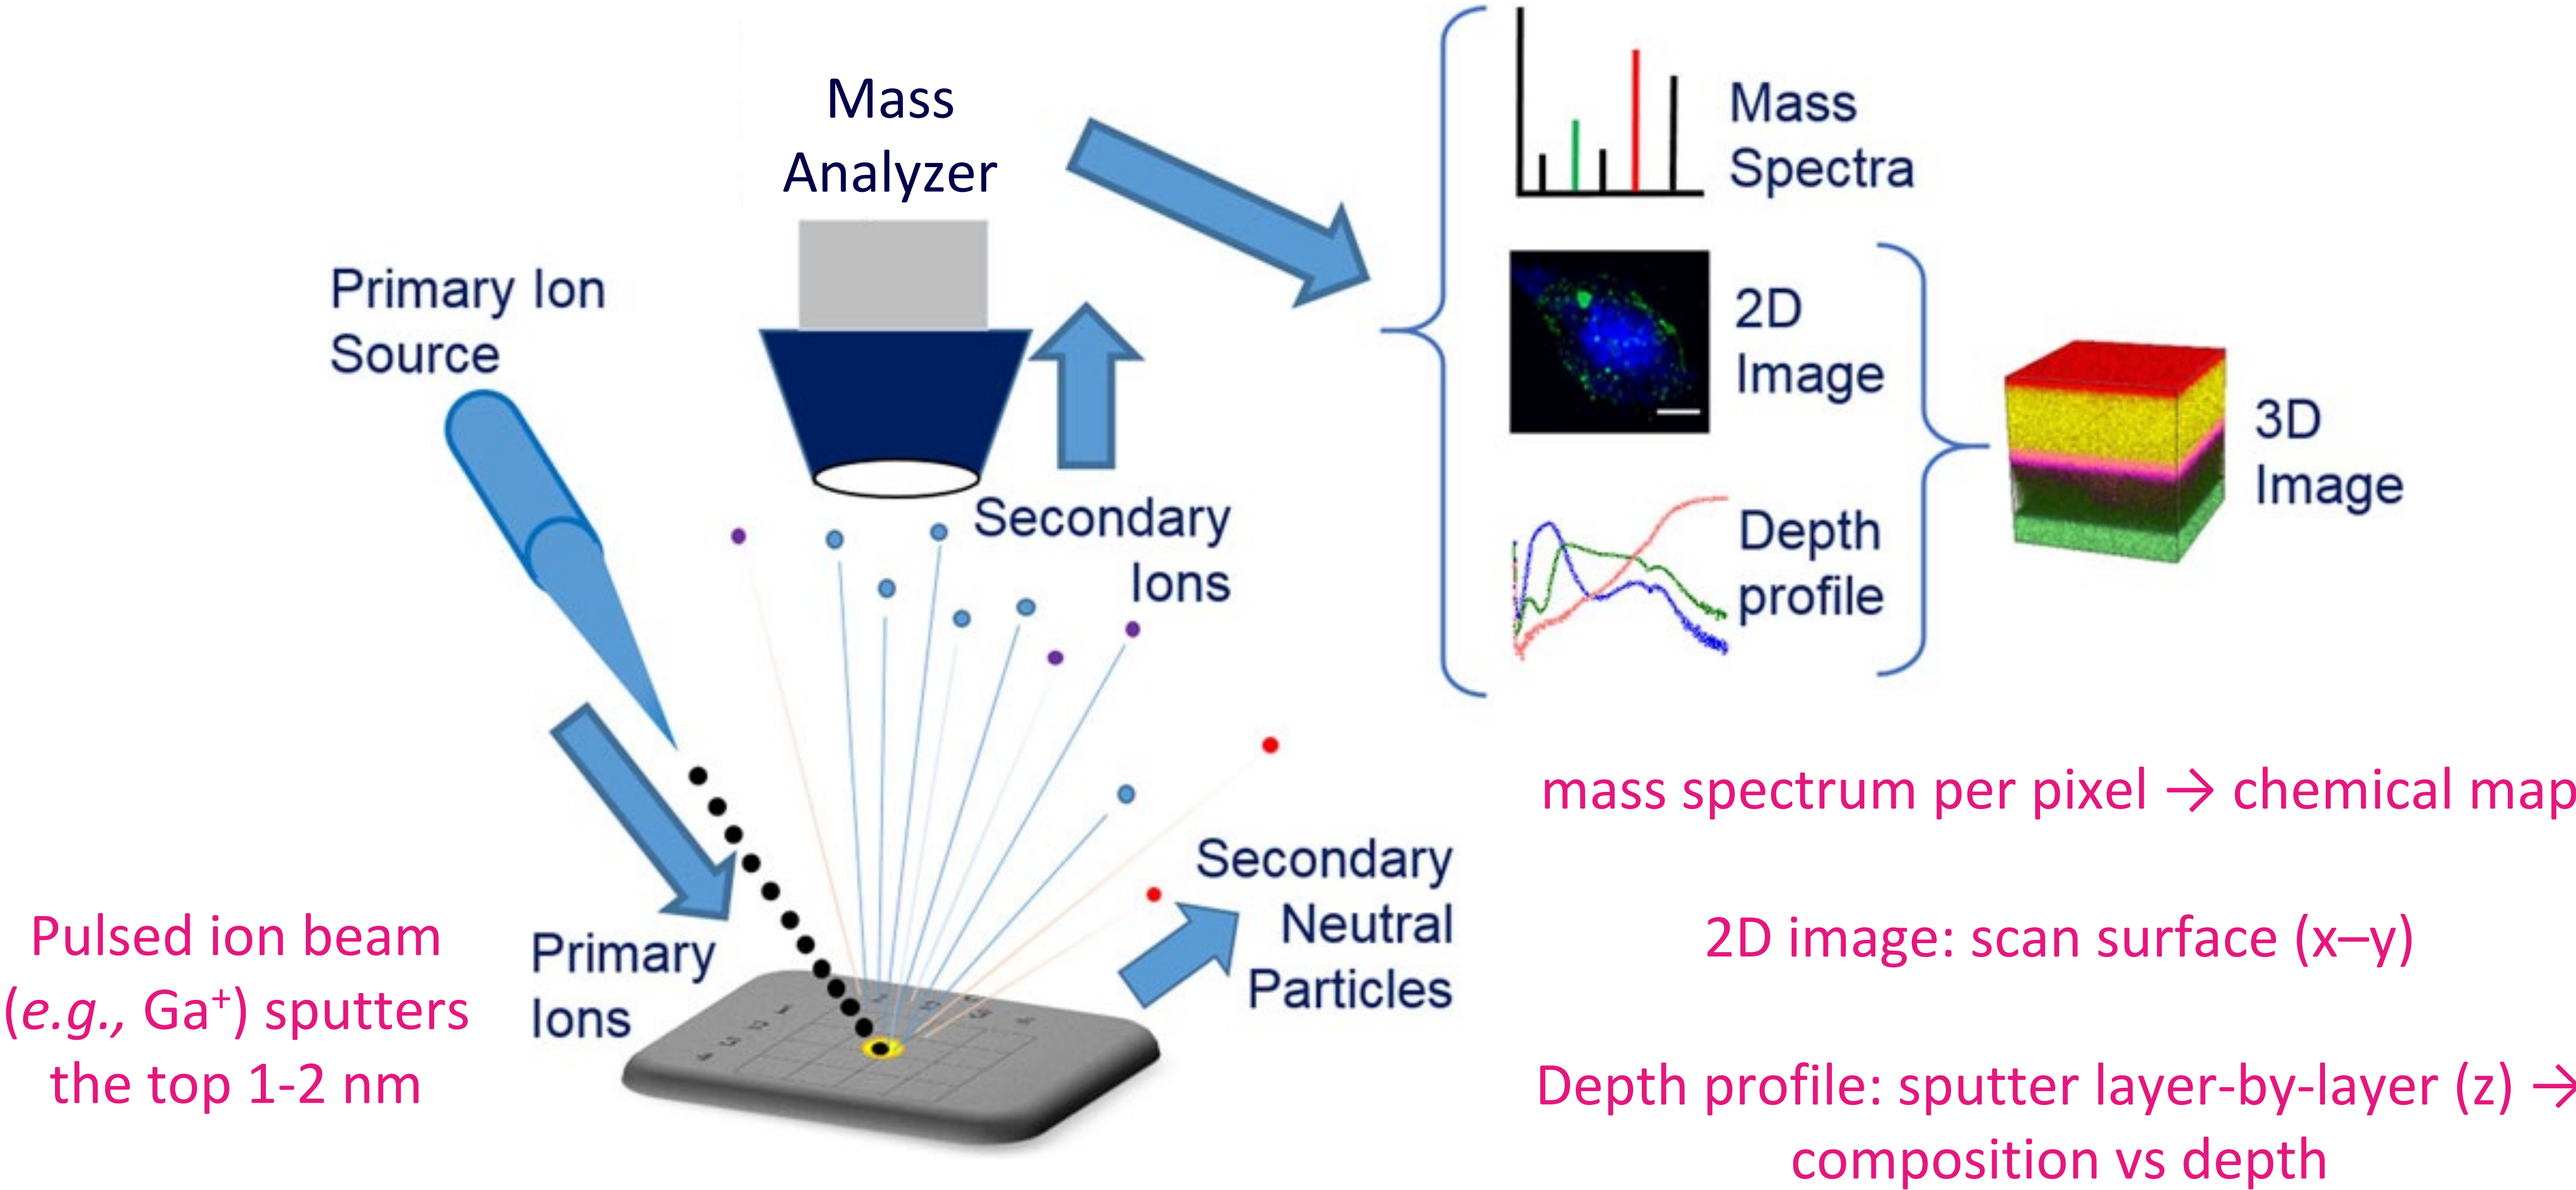 Mass
Analyzer
Primary Ion
Source
Secondary
Ions
Primary
Ions
Secondary
Neutral
Particles
Mass
Spectra
2D
Image
Depth
profile
3D
Image
Pulsed ion beam
(e.g., Ga⁺) sputters
the top 1-2 nm
mass spectrum per pixel → chemical map
2D image: scan surface (x–y)
Depth profile: sputter layer-by-layer (z) →
composition vs depth